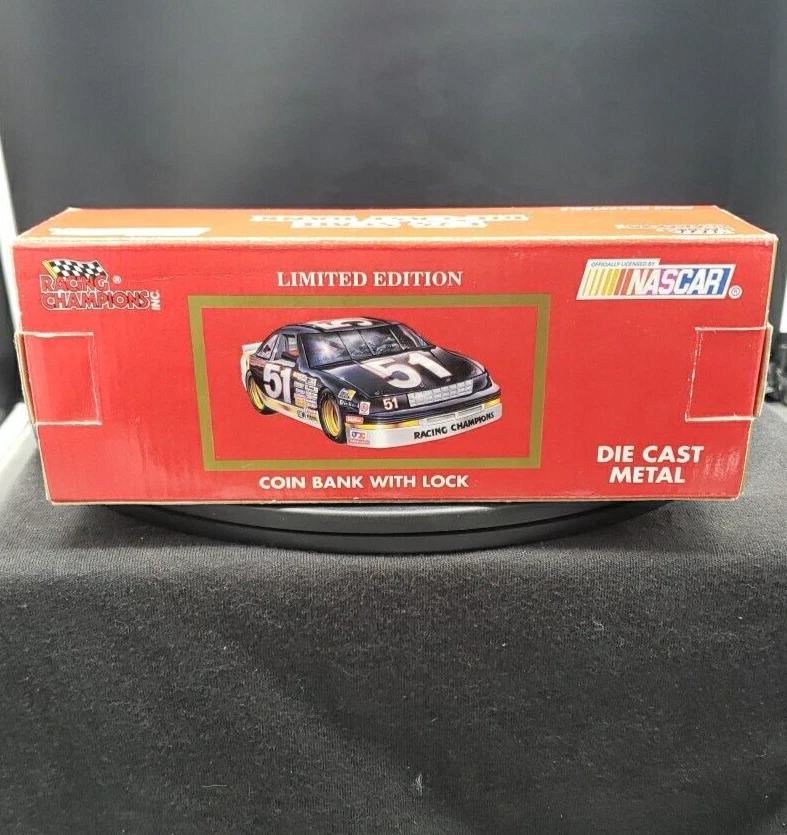 RACING ®
CHAMPIONS INC.
LIMITED EDITION
OFFICIALLY LICENSED BY
NASCAR ®
51
51
51
51
RACING CHAMPIONS
COIN BANK WITH LOCK
DIE CAST
METAL